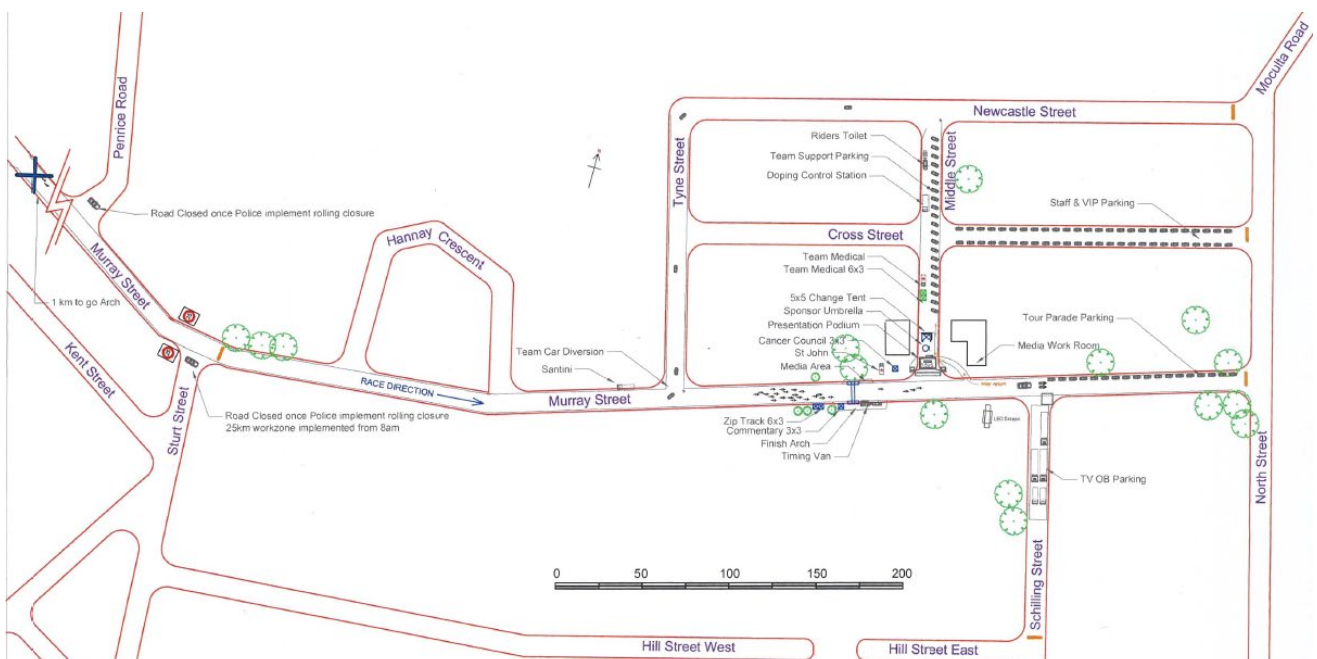 Penrice Road
Moculta Road
Newcastle Street
Tyne Street
Middle Street
Riders Toilet
Team Support Parking
Doping Control Station
Staff & VIP Parking
Road Closed once Police implement rolling closure
Cross Street
Hannay Crescent
Murray Street
Team Medical
Team Medical 6x3
1 km to go Arch
5x5 Change Tent
Sponsor Umbrella
Presentation Podium
Tour Parade Parking
Cancer Council 3x3
Media Work Room
St John
Team Car Diversion
Media Area
Santini
Kent Street
RACE DIRECTION
Murray Street
Sturt Street
Road Closed once Police implement rolling closure
25km workzone implemented from 8am
Zip Track 6x3
Commentary 3x3
Finish Arch
Timing Van
TV OB Parking
North Street
Schilling Street
0 50 100 150 200
Hill Street West
Hill Street East